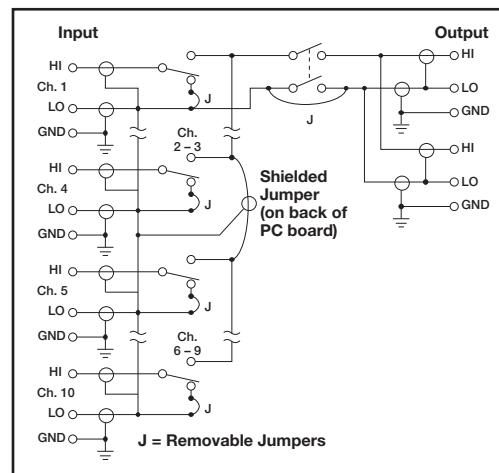 Input
Output
HI
Ch. 1
LO
GND
J
HI
LO
GND
J
Ch.
2 – 3
HI
LO
GND
HI
Ch. 4
LO
GND
J
Shielded
Jumper
(on back of
PC board)
HI
Ch. 5
LO
GND
J
Ch.
6 – 9
HI
Ch. 10
LO
GND
J
J = Removable Jumpers